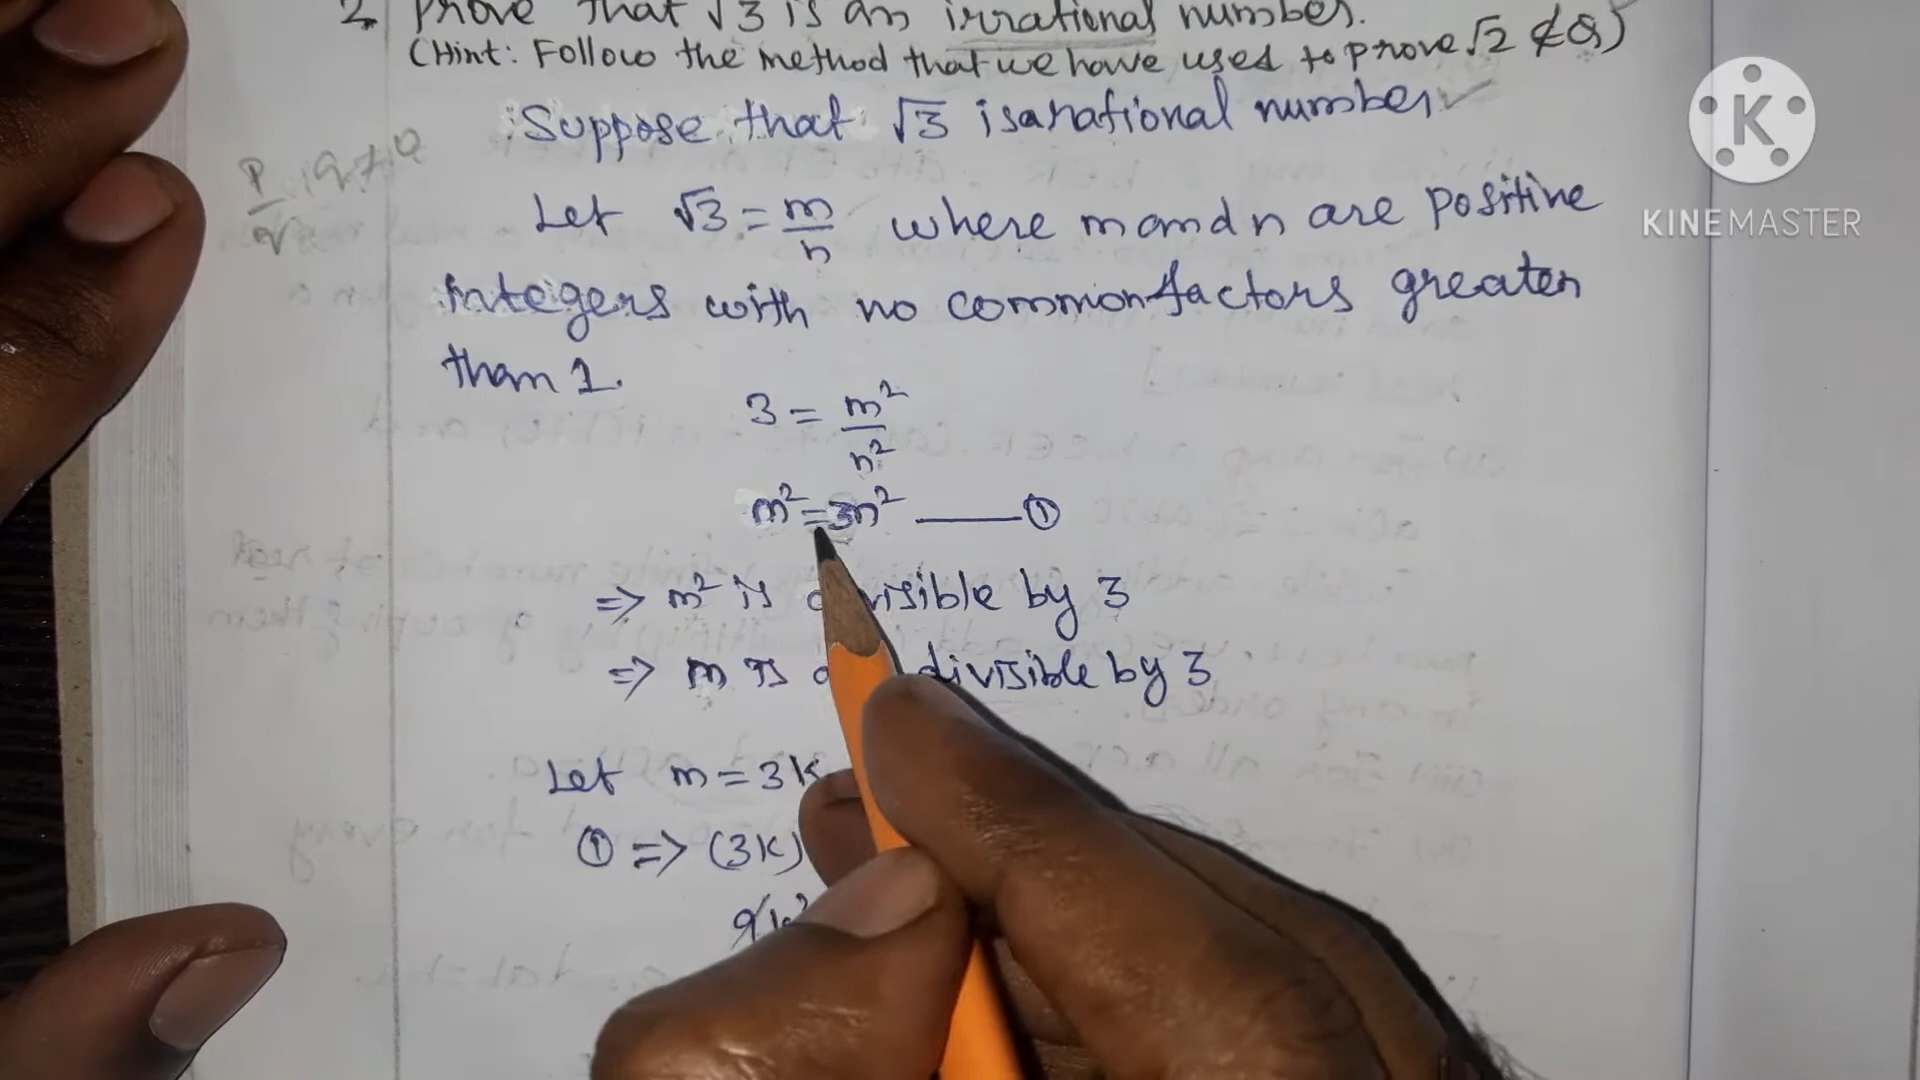 2. Prove that √3 is an irrational number.
(Hint: Follow the method that we have used to prove √2 ∉ Q)
Suppose that √3 is a rational number ✓
P/q, q≠0
Let √3 = m/n where m and n are positive
integers with no common factors greater
than 1.
3 = m²/n²
m² = 3n² ——— ①
⇒ m² is divisible by 3
⇒ m is divisible by 3
Let m = 3k
① ⇒ (3k)
9k²
K
KINEMASTER